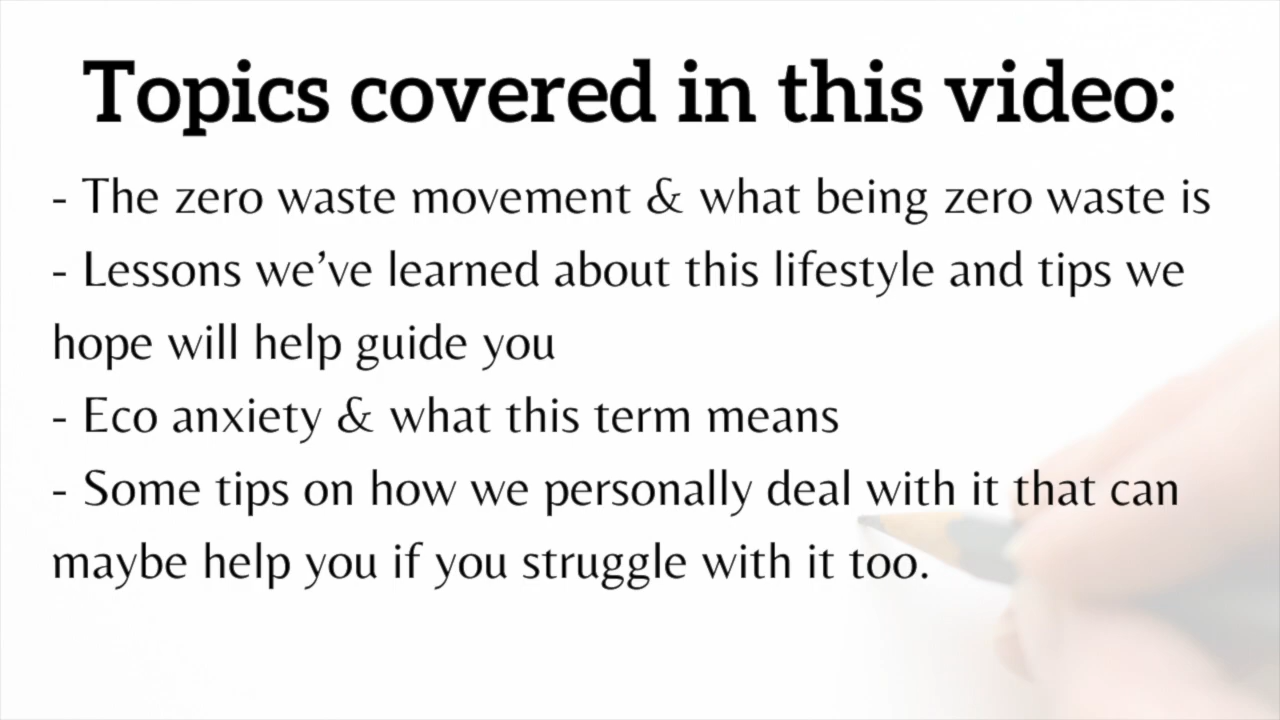 Topics covered in this video:
- The zero waste movement & what being zero waste is
- Lessons we’ve learned about this lifestyle and tips we
hope will help guide you
- Eco anxiety & what this term means
- Some tips on how we personally deal with it that can
maybe help you if you struggle with it too.